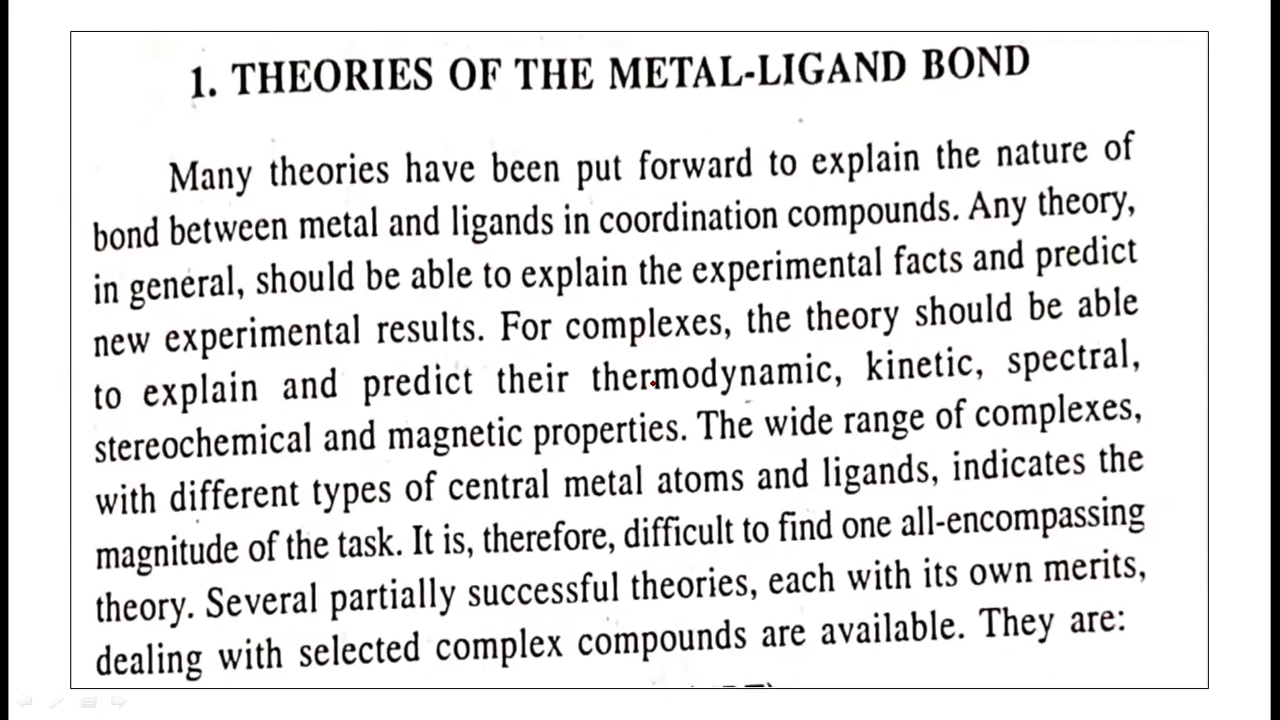 1. THEORIES OF THE METAL-LIGAND BOND
Many theories have been put forward to explain the nature of
bond between metal and ligands in coordination compounds. Any theory,
in general, should be able to explain the experimental facts and predict
new experimental results. For complexes, the theory should be able
to explain and predict their thermodynamic, kinetic, spectral,
stereochemical and magnetic properties. The wide range of complexes,
with different types of central metal atoms and ligands, indicates the
magnitude of the task. It is, therefore, difficult to find one all-encompassing
theory. Several partially successful theories, each with its own merits,
dealing with selected complex compounds are available. They are: